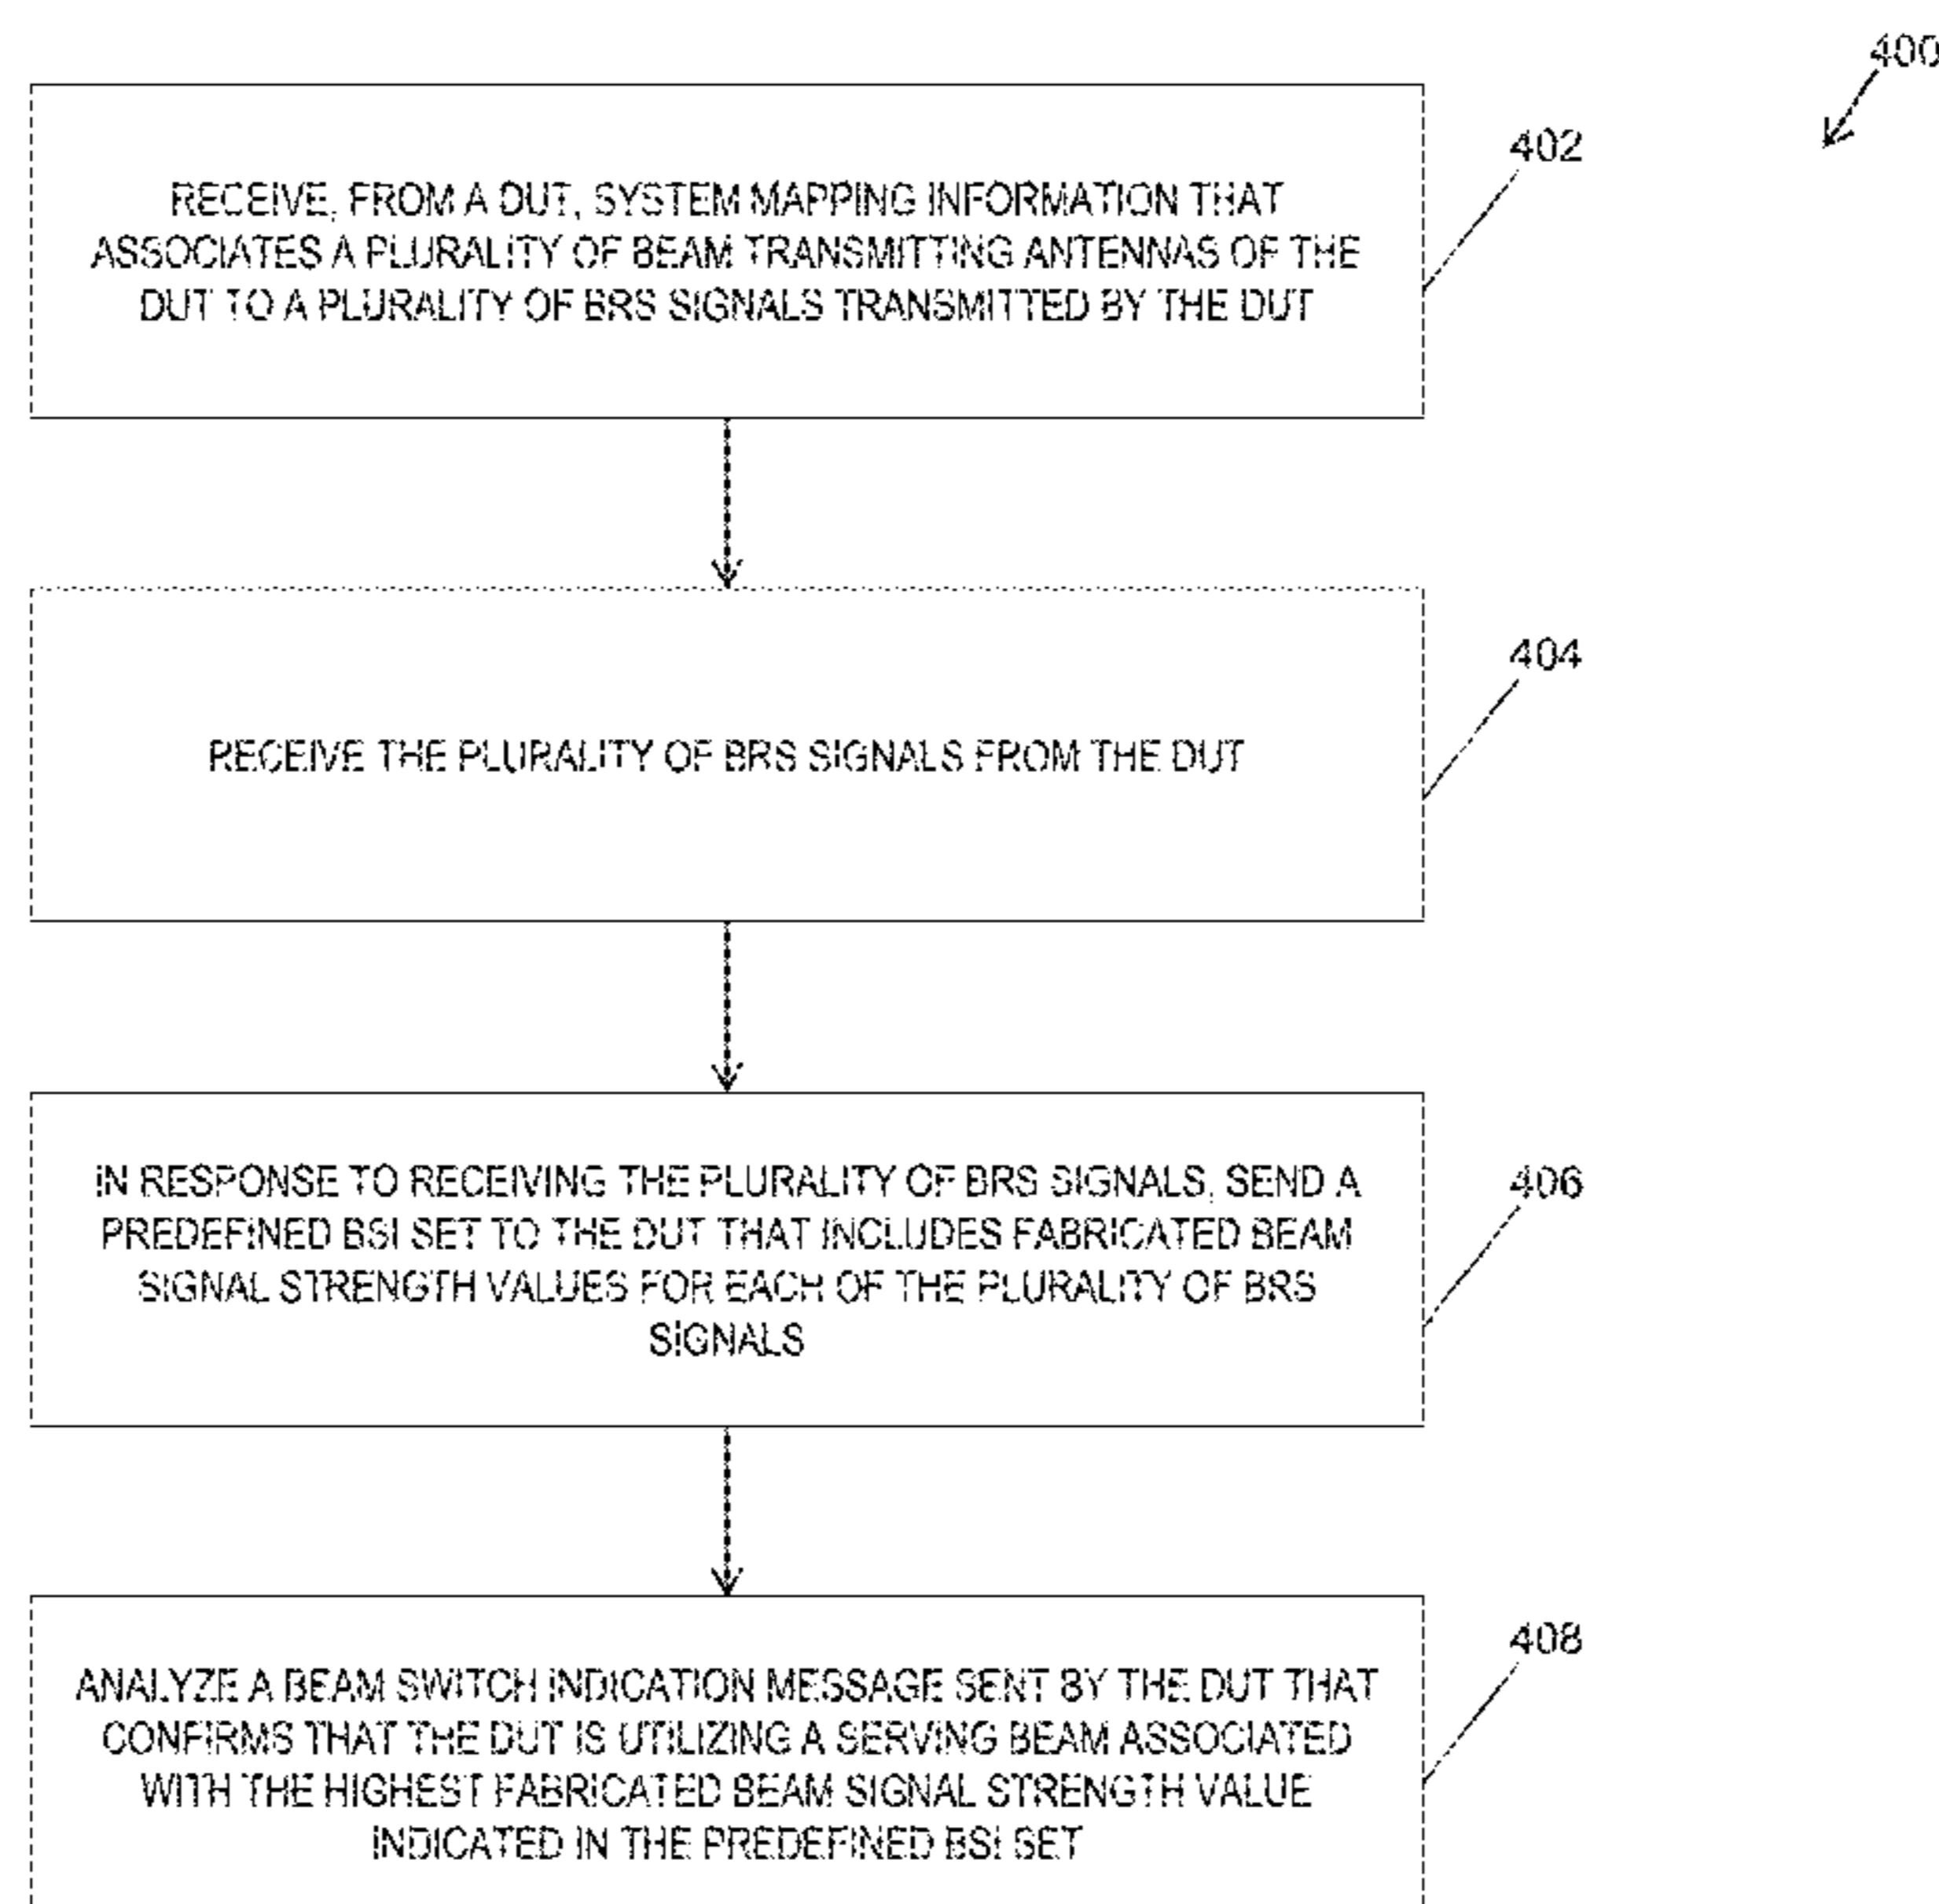 400
402
RECEIVE, FROM A DUT, SYSTEM MAPPING INFORMATION THAT
ASSOCIATES A PLURALITY OF BEAM TRANSMITTING ANTENNAS OF THE
DUT TO A PLURALITY OF BRS SIGNALS TRANSMITTED BY THE DUT
404
RECEIVE THE PLURALITY OF BRS SIGNALS FROM THE DUT
406
IN RESPONSE TO RECEIVING THE PLURALITY OF BRS SIGNALS, SEND A
PREDEFINED BSI SET TO THE DUT THAT INCLUDES FABRICATED BEAM
SIGNAL STRENGTH VALUES FOR EACH OF THE PLURALITY OF BRS
SIGNALS
408
ANALYZE A BEAM SWITCH INDICATION MESSAGE SENT BY THE DUT THAT
CONFIRMS THAT THE DUT IS UTILIZING A SERVING BEAM ASSOCIATED
WITH THE HIGHEST FABRICATED BEAM SIGNAL STRENGTH VALUE
INDICATED IN THE PREDEFINED BSI SET